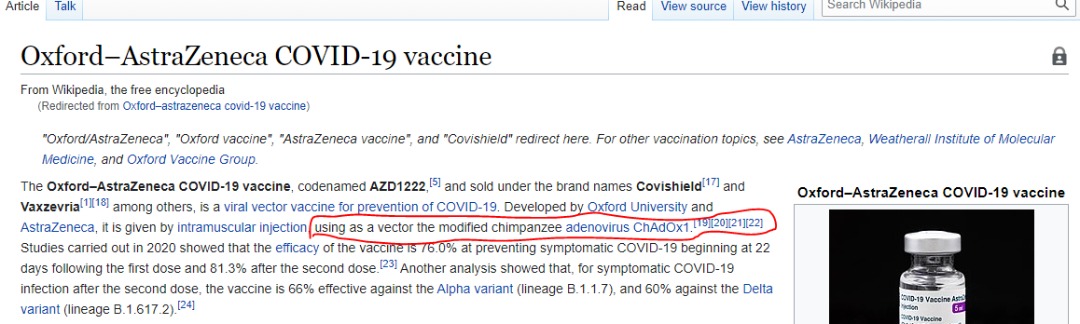 Article Talk Read View source View history Search Wikipedia
Oxford–AstraZeneca COVID-19 vaccine
From Wikipedia, the free encyclopedia
(Redirected from Oxford–astrazeneca covid-19 vaccine)
"Oxford/AstraZeneca", "Oxford vaccine", "AstraZeneca vaccine", and "Covishield" redirect here. For other vaccination topics, see AstraZeneca, Weatherall Institute of Molecular
Medicine, and Oxford Vaccine Group.
The Oxford–AstraZeneca COVID-19 vaccine, codenamed AZD1222,[5] and sold under the brand names Covishield[17] and
Vaxzevria[1][18] among others, is a viral vector vaccine for prevention of COVID-19. Developed by Oxford University and
AstraZeneca, it is given by intramuscular injection, using as a vector the modified chimpanzee adenovirus ChAdOx1.[19][20][21][22]
Studies carried out in 2020 showed that the efficacy of the vaccine is 76.0% at preventing symptomatic COVID-19 beginning at 22
days following the first dose and 81.3% after the second dose.[23] Another analysis showed that, for symptomatic COVID-19
infection after the second dose, the vaccine is 66% effective against the Alpha variant (lineage B.1.1.7), and 60% against the Delta
variant (lineage B.1.617.2).[24]
Oxford–AstraZeneca COVID-19 vaccine
COVID-19 Vaccine
injection
COVID-19 Vaccine